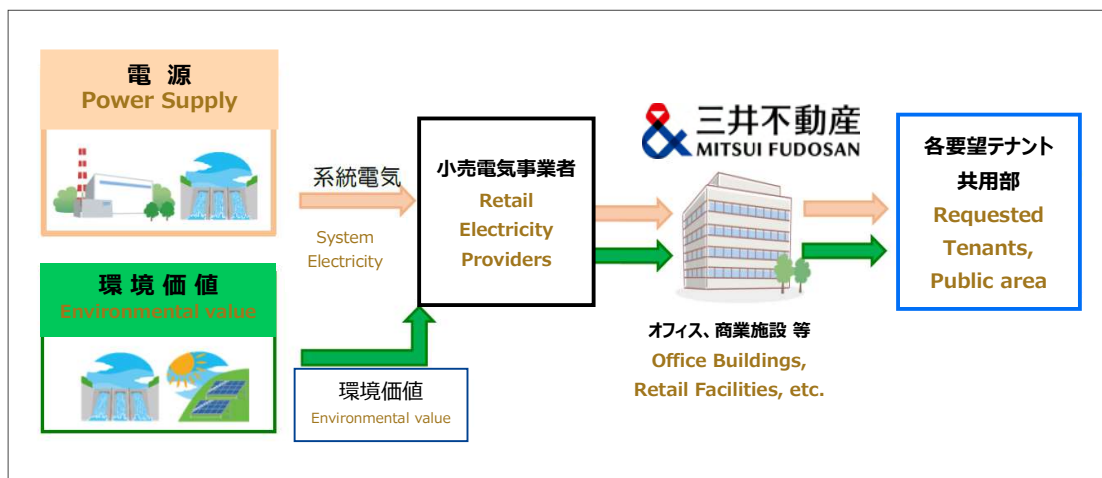 電 源
Power Supply
環 境 価 値
Environmental value
系統電気
System
Electricity
環境価値
Environmental value
小売電気事業者
Retail
Electricity
Providers
三井不動産
MITSUI FUDOSAN
オフィス、商業施設 等
Office Buildings,
Retail Facilities, etc.
各要望テナント
共用部
Requested
Tenants,
Public area